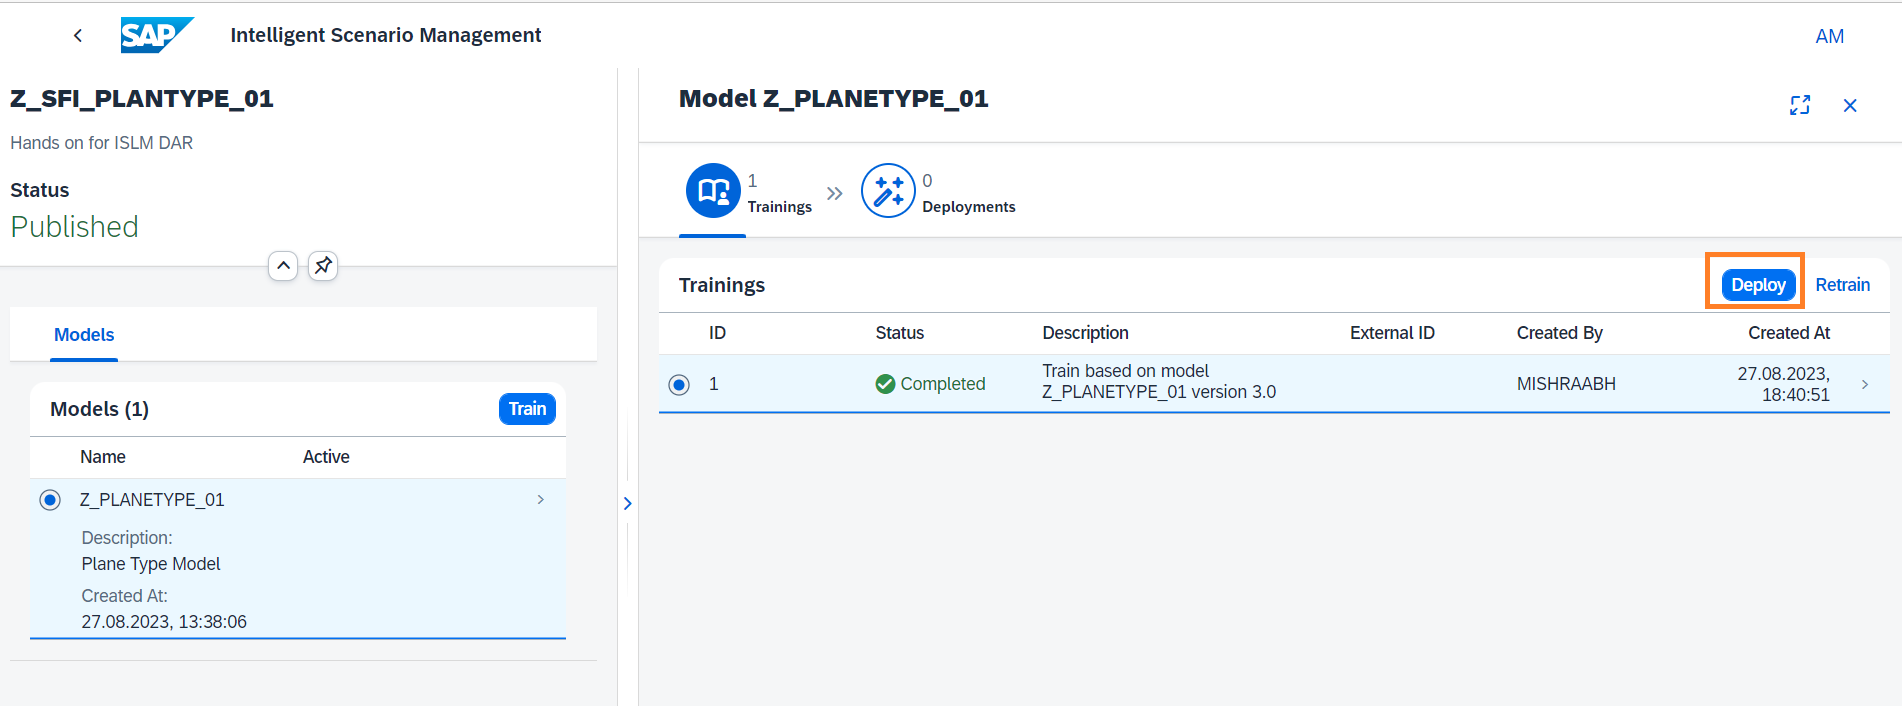 SAP
Intelligent Scenario Management
AM
Z_SFI_PLANTYPE_01
Hands on for ISLM DAR
Status
Published
Models
Models (1)
Train
Name Active
Z_PLANETYPE_01
Description:
Plane Type Model
Created At:
27.08.2023, 13:38:06
Model Z_PLANETYPE_01
1
Trainings
0
Deployments
Trainings
Deploy Retrain
ID Status Description External ID Created By Created At
1 Completed Train based on model
Z_PLANETYPE_01 version 3.0
MISHRAABH 27.08.2023,
18:40:51